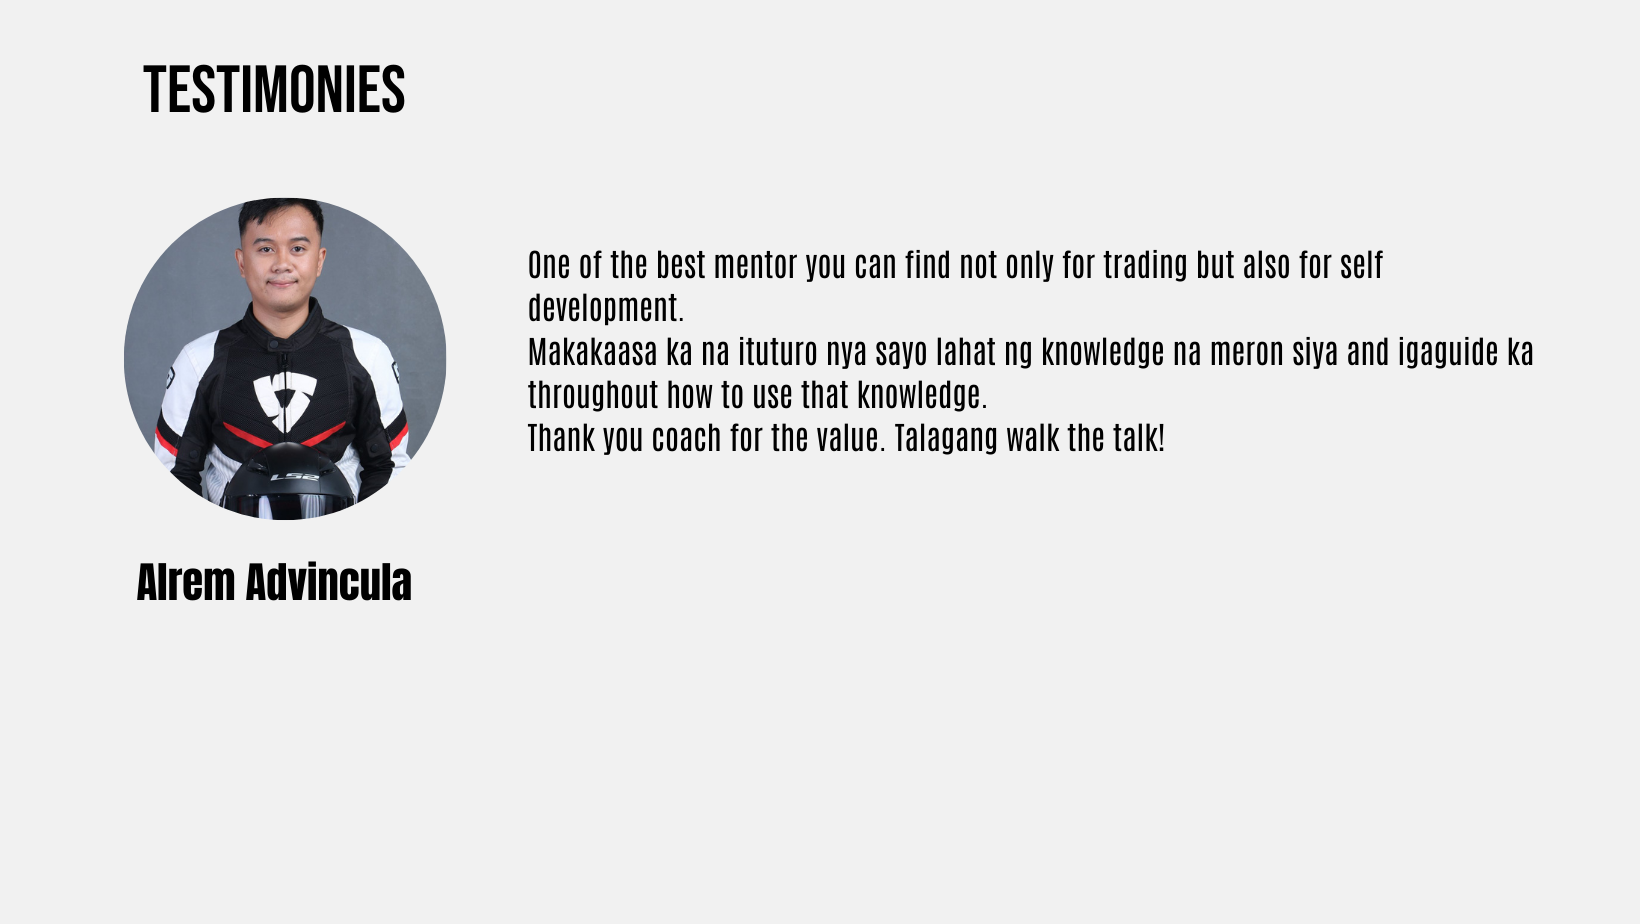 TESTIMONIES
One of the best mentor you can find not only for trading but also for self
development.
Makakaasa ka na ituturo nya sayo lahat ng knowledge na meron siya and igaguide ka
throughout how to use that knowledge.
Thank you coach for the value. Talagang walk the talk!
LS2
Alrem Advincula